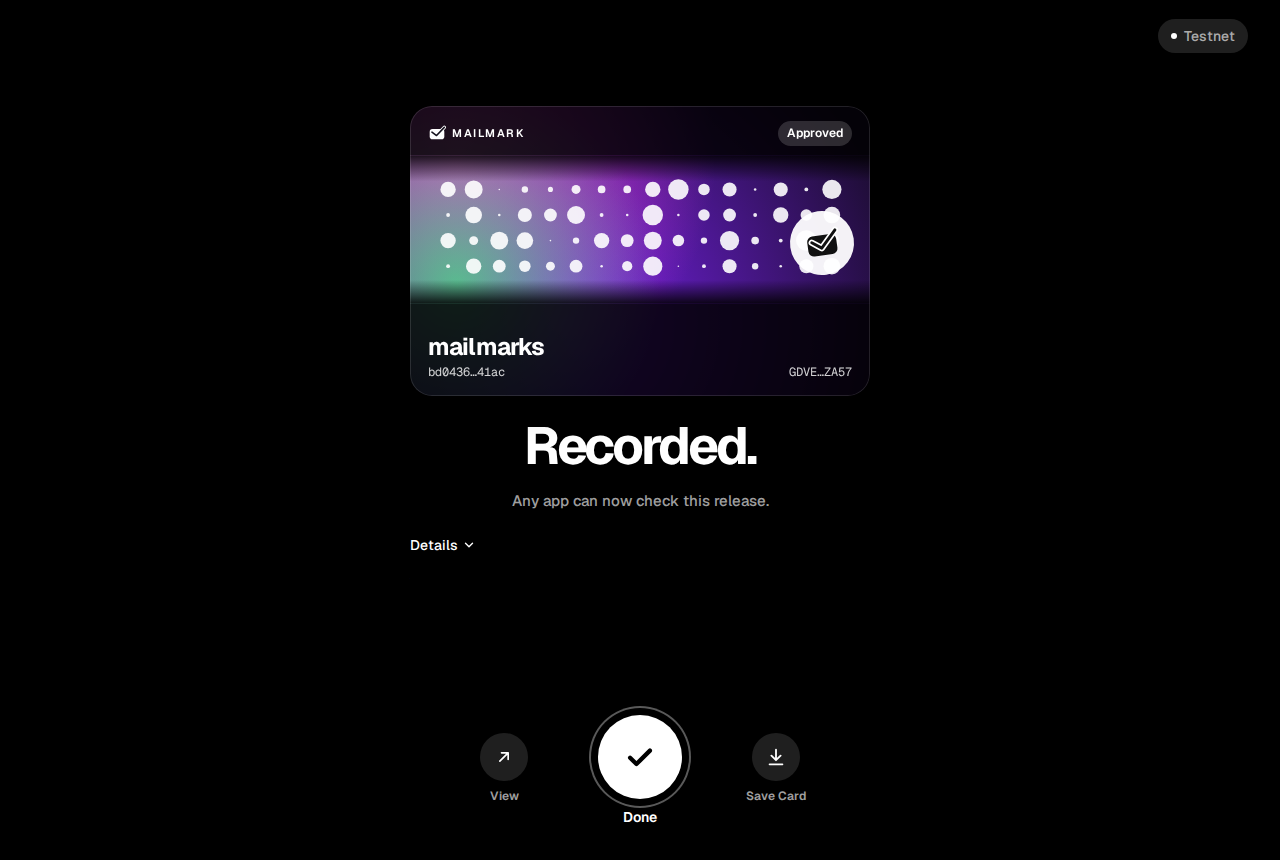 Testnet
MAILMARK
Approved
mailmarks
bd0436…41ac
GDVE…ZA57
Recorded.
Any app can now check this release.
Details
View
Done
Save Card